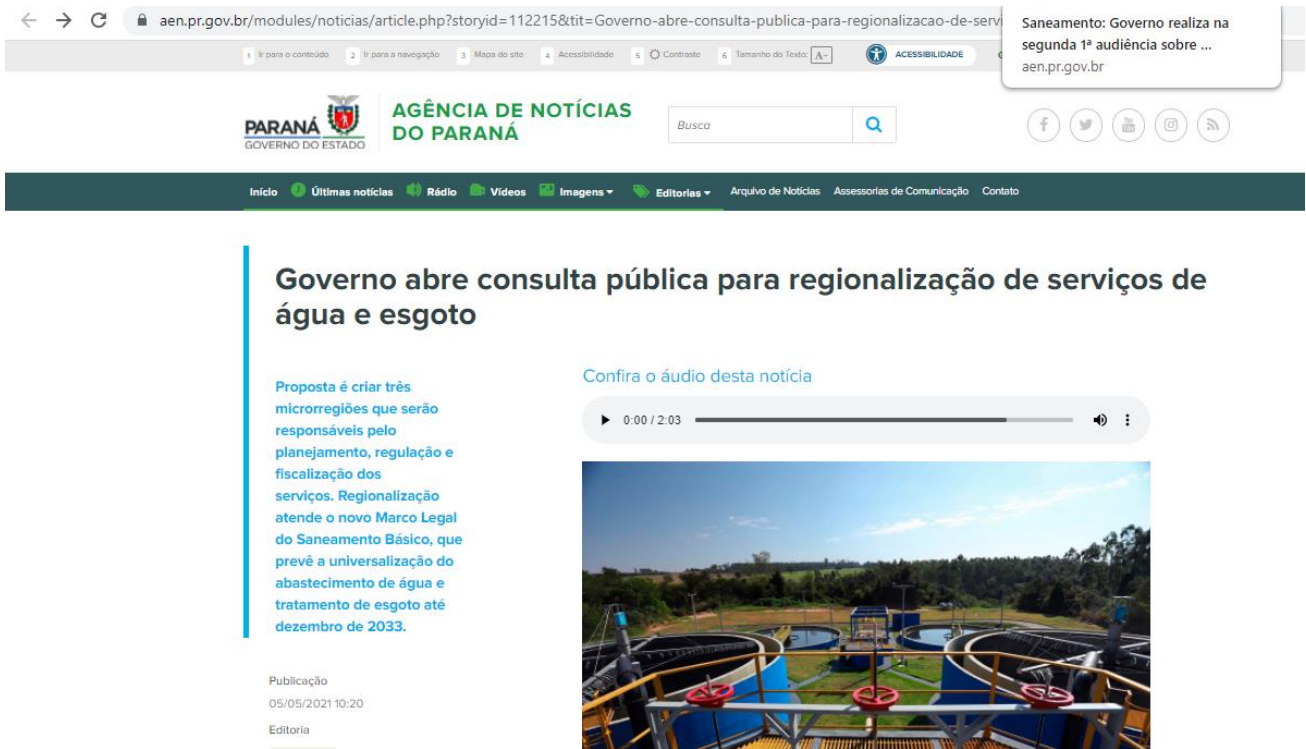 aen.pr.gov.br/modules/noticias/article.php?storyid=112215&tit=Governo-abre-consulta-publica-para-regionalizacao-de-servi
Saneamento: Governo realiza na
segunda 1ª audiência sobre ...
aen.pr.gov.br
1 Ir para o conteúdo 2 Ir para a navegação 3 Mapa do site 4 Acessibilidade 5 Contraste 6 Tamanho do Texto: A+ ACESSIBILIDADE
PARANÁ
GOVERNO DO ESTADO
AGÊNCIA DE NOTÍCIAS
DO PARANÁ
Busca
You Tube
Início Últimas notícias Rádio Vídeos Imagens Editorias Arquivo de Notícias Assessorias de Comunicação Contato
Governo abre consulta pública para regionalização de serviços de
água e esgoto
Proposta é criar três
microrregiões que serão
responsáveis pelo
planejamento, regulação e
fiscalização dos
serviços. Regionalização
atende o novo Marco Legal
do Saneamento Básico, que
prevê a universalização do
abastecimento de água e
tratamento de esgoto até
dezembro de 2033.
Publicação
05/05/2021 10:20
Editoria
Confira o áudio desta notícia
0:00 / 2:03